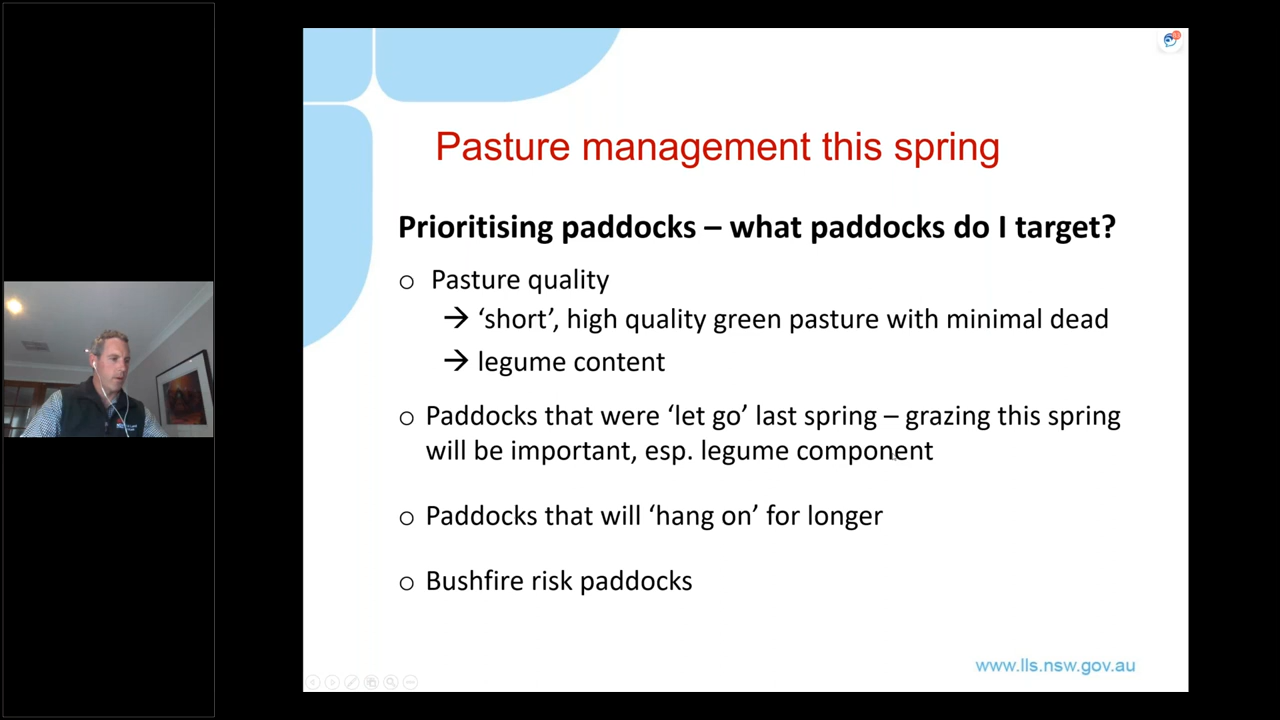 Pasture management this spring
Prioritising paddocks – what paddocks do I target?
o Pasture quality
→ ‘short’, high quality green pasture with minimal dead
→ legume content
o Paddocks that were ‘let go’ last spring – grazing this spring
will be important, esp. legume component
o Paddocks that will ‘hang on’ for longer
o Bushfire risk paddocks
www.lls.nsw.gov.au